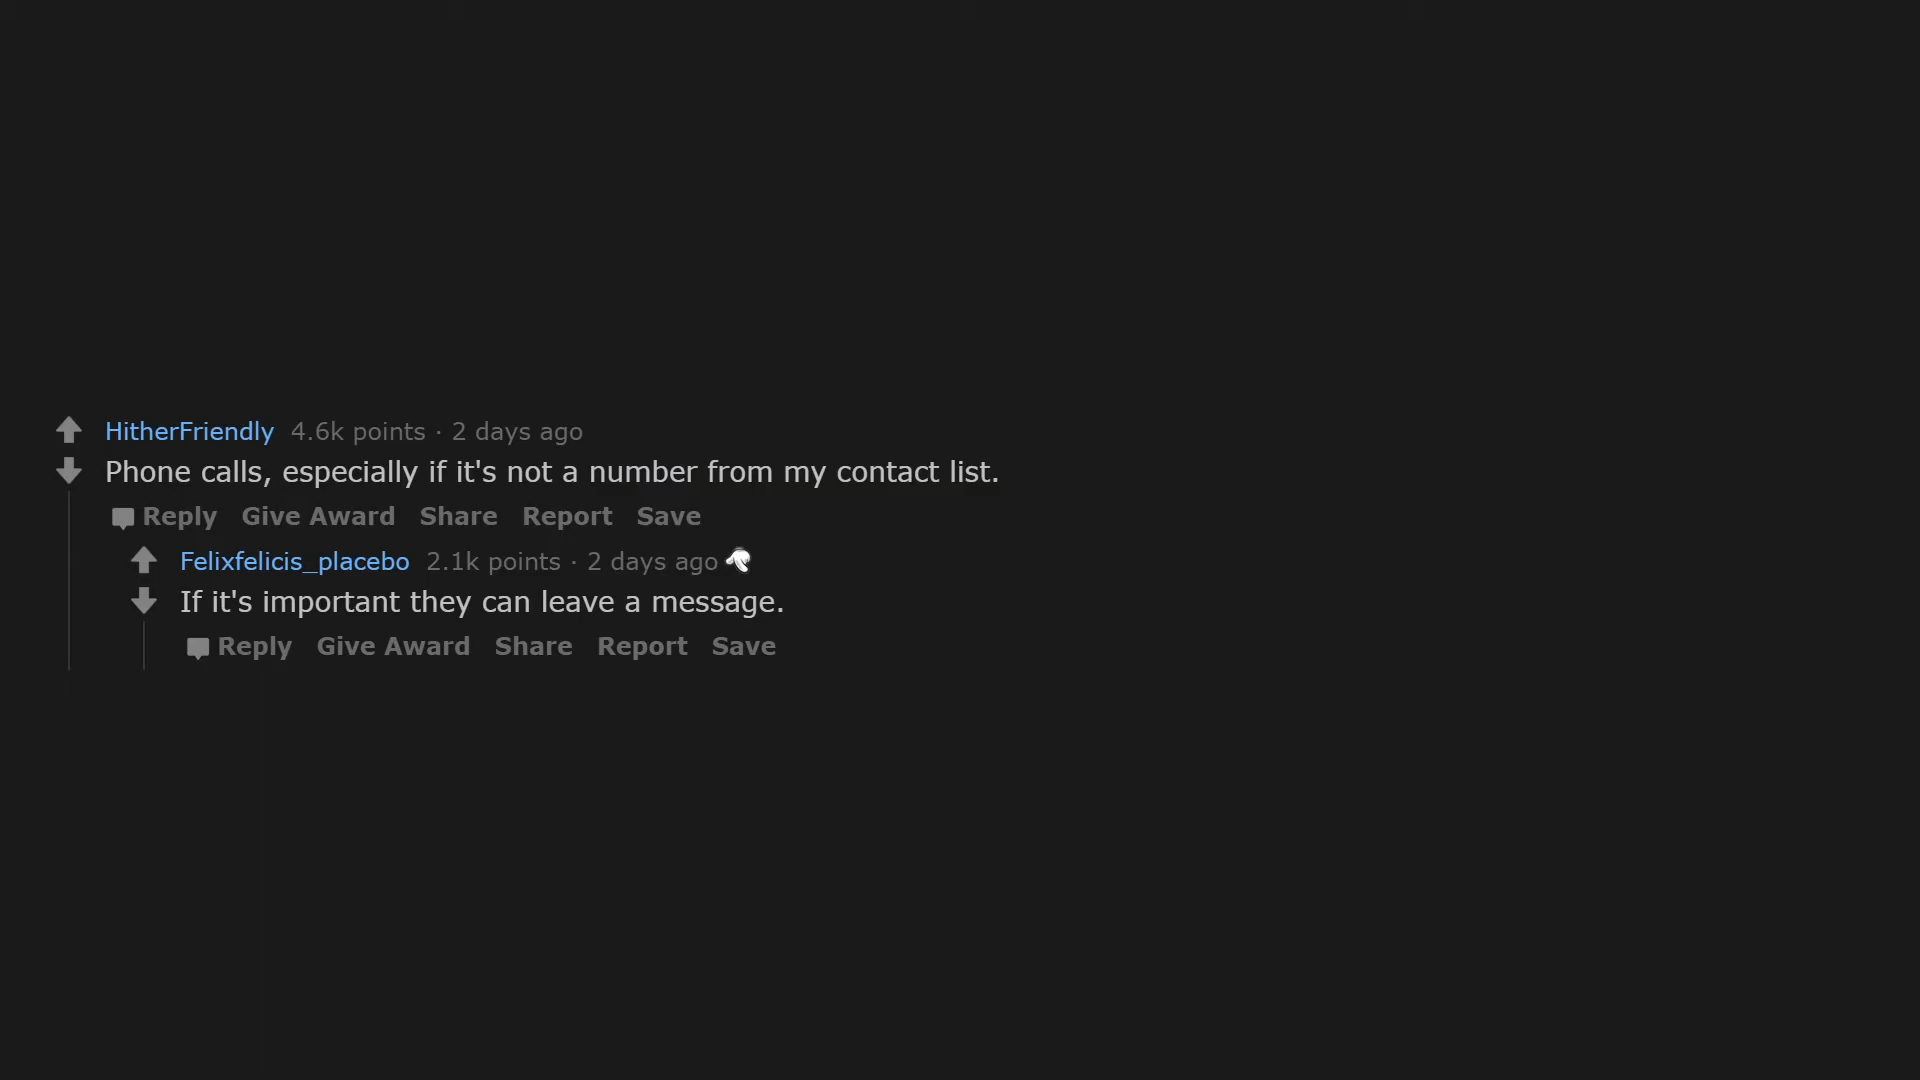 HitherFriendly 4.6k points · 2 days ago
Phone calls, especially if it's not a number from my contact list.
Reply Give Award Share Report Save
Felixfelicis_placebo 2.1k points · 2 days ago
If it's important they can leave a message.
Reply Give Award Share Report Save